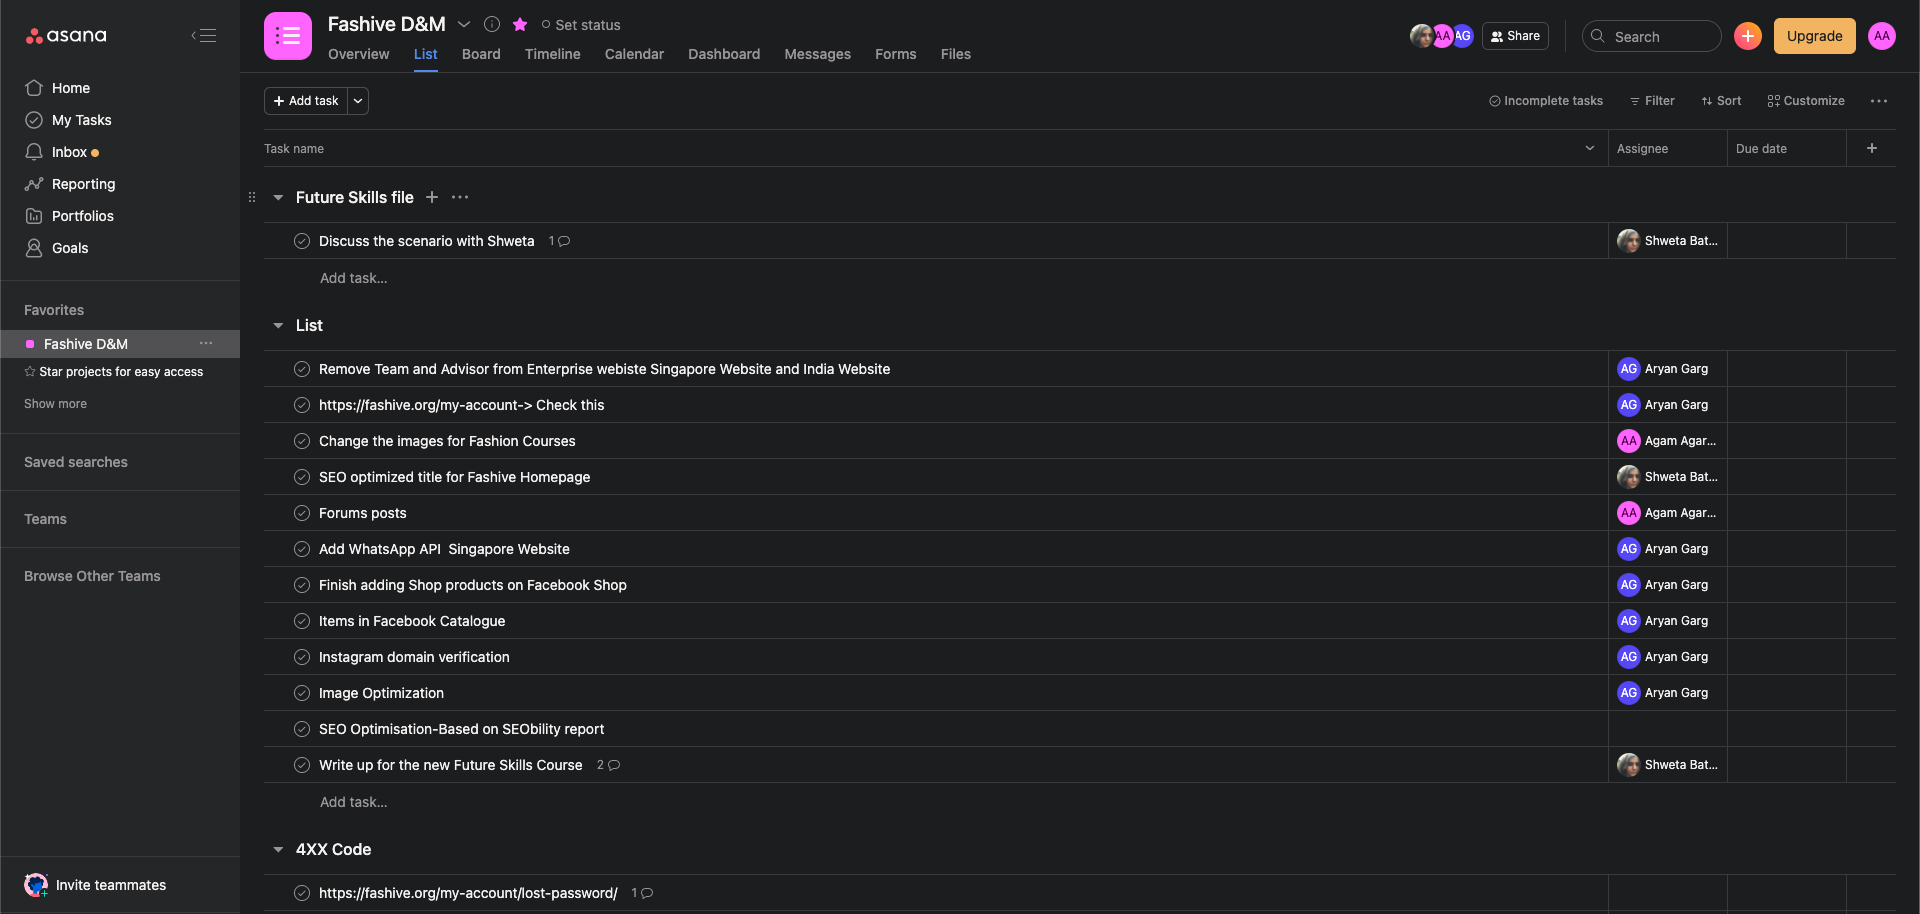 asana
Home
My Tasks
Inbox
Reporting
Portfolios
Goals
Favorites
Fashive D&M
Star projects for easy access
Show more
Saved searches
Teams
Browse Other Teams
Invite teammates
Fashive D&M
Set status
Overview List Board Timeline Calendar Dashboard Messages Forms Files
AA AG Share Search Upgrade AA
Add task
Incomplete tasks Filter Sort Customize
Task name Assignee Due date
Future Skills file
Discuss the scenario with Shweta 1 Shweta Bat...
Add task...
List
Remove Team and Advisor from Enterprise webiste Singapore Website and India Website AG Aryan Garg
https://fashive.org/my-account-> Check this AG Aryan Garg
Change the images for Fashion Courses AA Agam Agar...
SEO optimized title for Fashive Homepage Shweta Bat...
Forums posts AA Agam Agar...
Add WhatsApp API  Singapore Website AG Aryan Garg
Finish adding Shop products on Facebook Shop AG Aryan Garg
Items in Facebook Catalogue AG Aryan Garg
Instagram domain verification AG Aryan Garg
Image Optimization AG Aryan Garg
SEO Optimisation-Based on SEObility report
Write up for the new Future Skills Course 2 Shweta Bat...
Add task...
4XX Code
https://fashive.org/my-account/lost-password/ 1